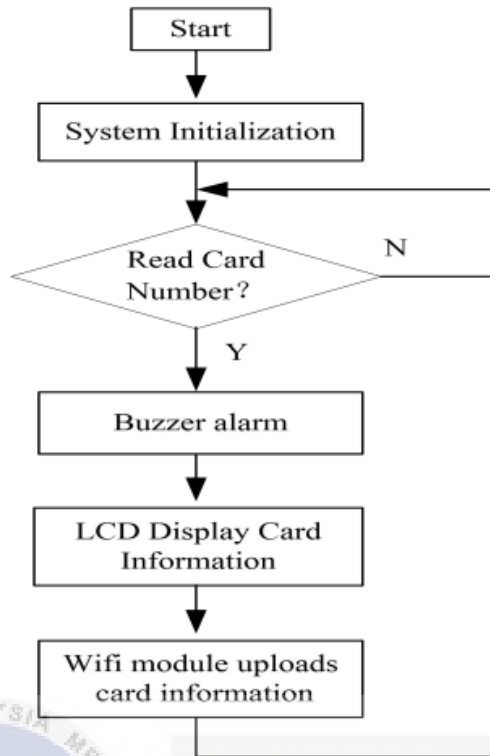 Start
System Initialization
Read Card
Number?
N
Y
Buzzer alarm
LCD Display Card
Information
Wifi module uploads
card information